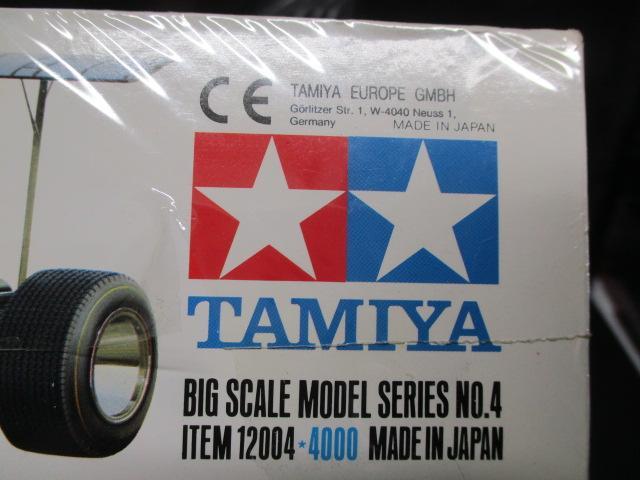 CE TAMIYA EUROPE GMBH
Görlitzer Str. 1, W-4040 Neuss 1,
Germany MADE IN JAPAN
TAMIYA
BIG SCALE MODEL SERIES NO.4
ITEM 12004★4000 MADE IN JAPAN